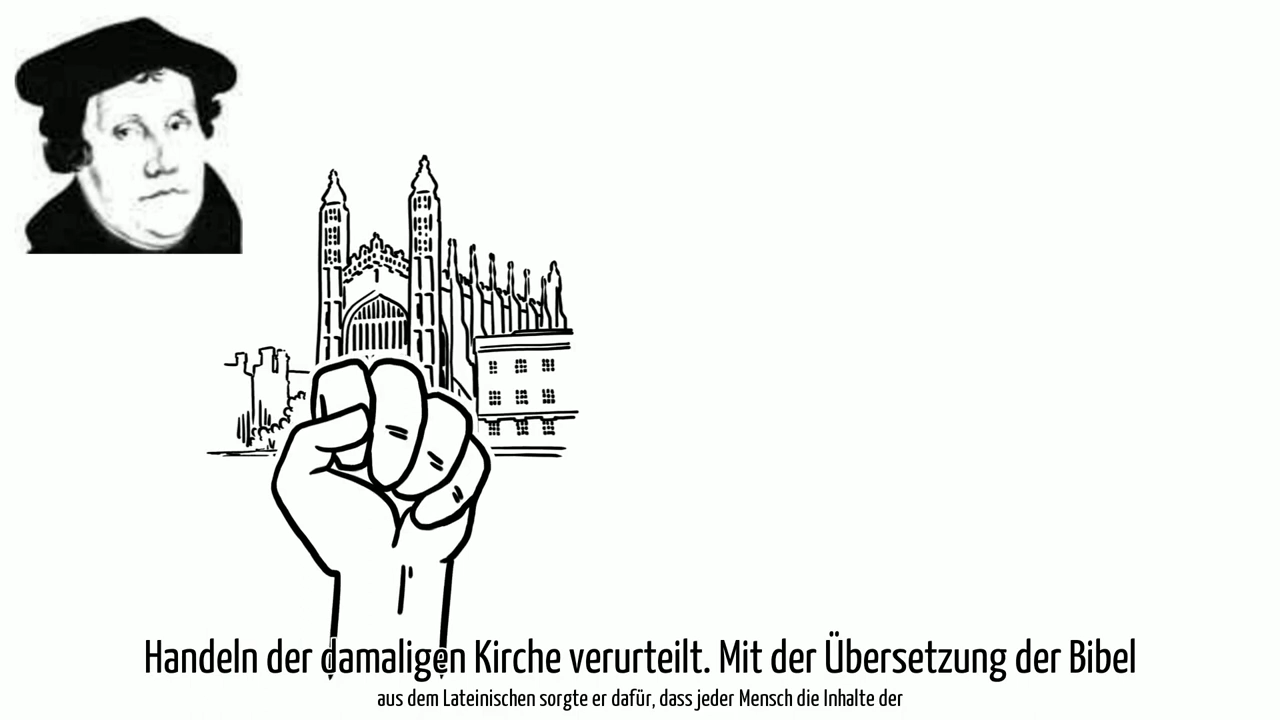 Handeln der damaligen Kirche verurteilt. Mit der Übersetzung der Bibel
aus dem Lateinischen sorgte er dafür, dass jeder Mensch die Inhalte der